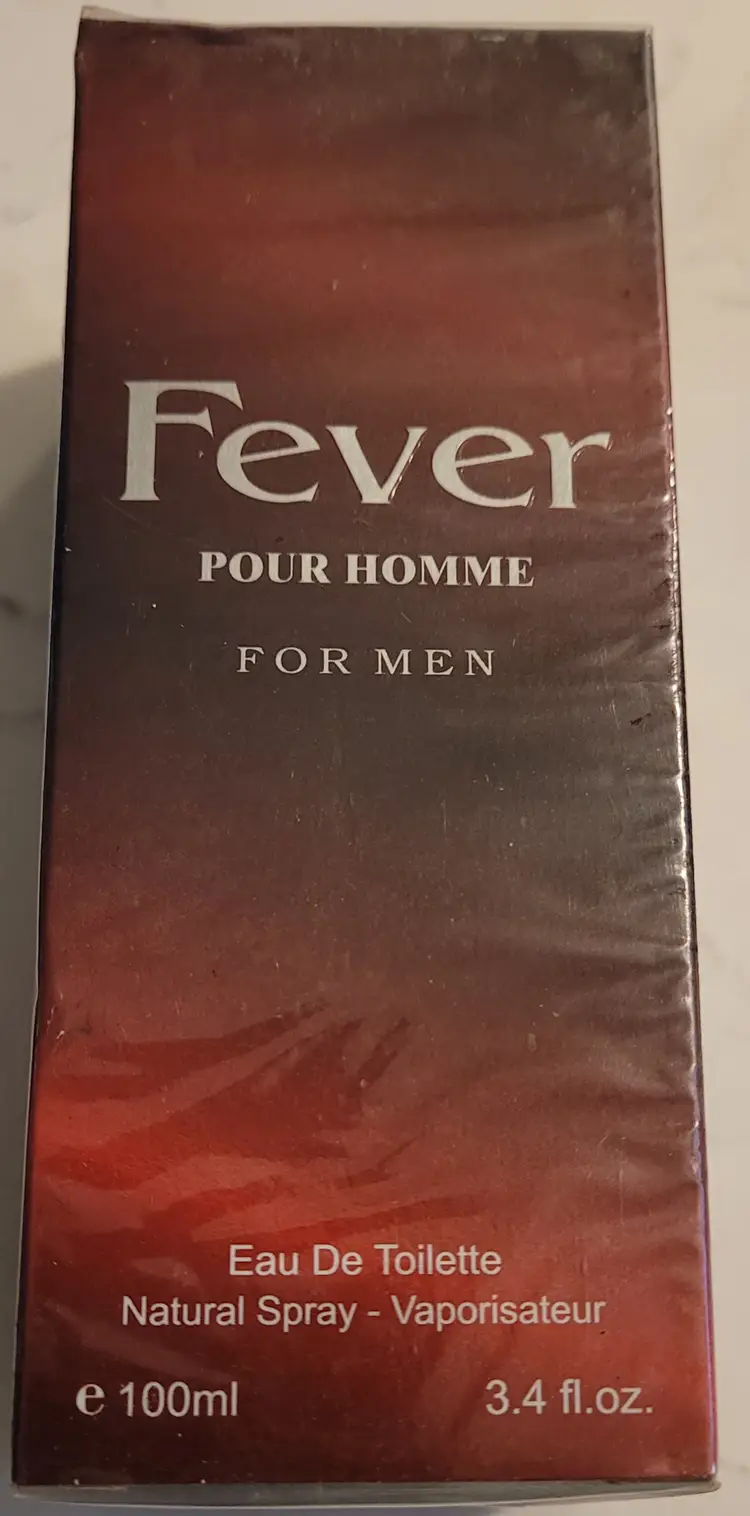 Fever
POUR HOMME
FOR MEN
Eau De Toilette
Natural Spray - Vaporisateur
℮ 100ml 3.4 fl.oz.